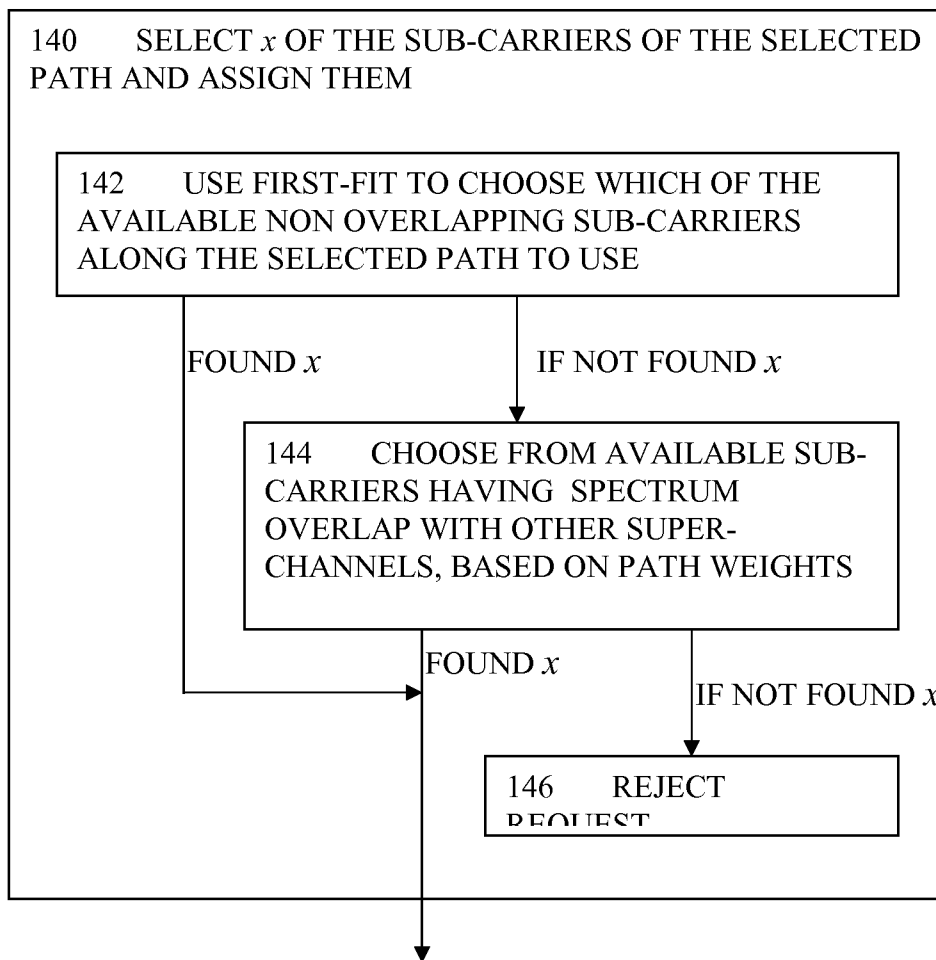 140 SELECT x OF THE SUB-CARRIERS OF THE SELECTED
PATH AND ASSIGN THEM
142 USE FIRST-FIT TO CHOOSE WHICH OF THE
AVAILABLE NON OVERLAPPING SUB-CARRIERS
ALONG THE SELECTED PATH TO USE
FOUND x
IF NOT FOUND x
144 CHOOSE FROM AVAILABLE SUB-
CARRIERS HAVING SPECTRUM
OVERLAP WITH OTHER SUPER-
CHANNELS, BASED ON PATH WEIGHTS
FOUND x
IF NOT FOUND x
146 REJECT
REQUEST